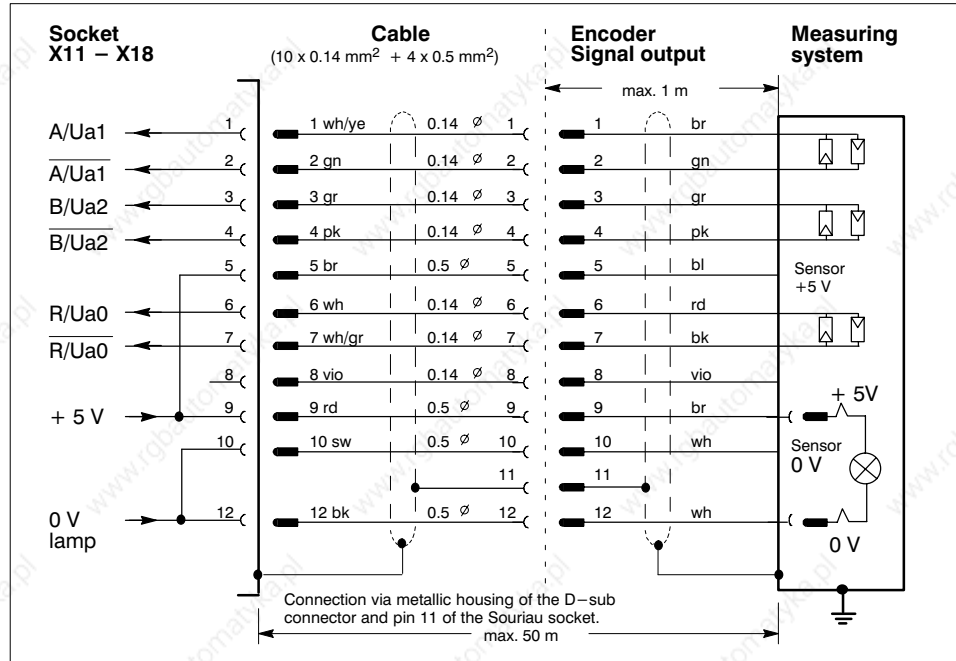 Socket
X11 – X18
Cable
(10 x 0.14 mm² + 4 x 0.5 mm²)
Encoder
Signal output
Measuring
system
max. 1 m
A/Ua1 1 1 wh/ye 0.14 ø 1 1 br
A/Ua1 2 2 gn 0.14 ø 2 2 gn
B/Ua2 3 3 gr 0.14 ø 3 3 gr
B/Ua2 4 4 pk 0.14 ø 4 4 pk
5 5 br 0.5 ø 5 5 bl
Sensor
+5 V
R/Ua0 6 6 wh 0.14 ø 6 6 rd
R/Ua0 7 7 wh/gr 0.14 ø 7 7 bk
8 8 vio 0.14 ø 8 8 vio
+ 5 V 9 9 rd 0.5 ø 9 9 br
+ 5V
10 10 sw 0.5 ø 10 10 wh
Sensor
0 V
11 11
0 V
lamp
12 12 bk 0.5 ø 12 12 wh
0 V
Connection via metallic housing of the D–sub
connector and pin 11 of the Souriau socket.
max. 50 m
www.rgbautomatyka.pl